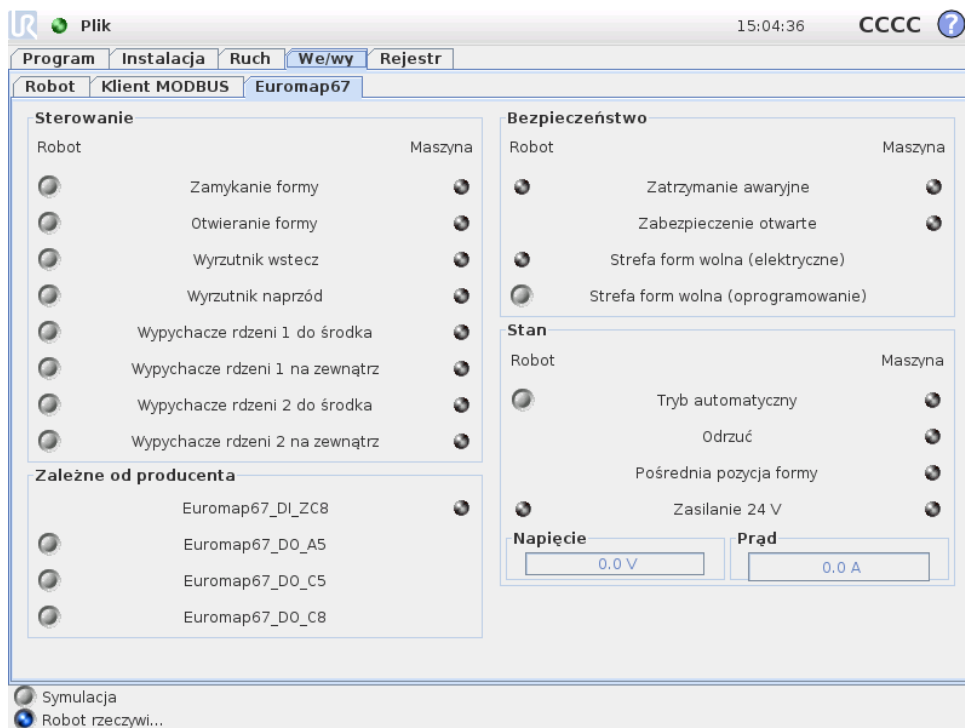 UR Plik 15:04:36 CCCC ?
Program Instalacja Ruch We/wy Rejestr
Robot Klient MODBUS Euromap67
Sterowanie
Robot Maszyna
Zamykanie formy
Otwieranie formy
Wyrzutnik wstecz
Wyrzutnik naprzód
Wypychacze rdzeni 1 do środka
Wypychacze rdzeni 1 na zewnątrz
Wypychacze rdzeni 2 do środka
Wypychacze rdzeni 2 na zewnątrz
Zależne od producenta
Euromap67_DI_ZC8
Euromap67_DO_A5
Euromap67_DO_C5
Euromap67_DO_C8
Bezpieczeństwo
Robot Maszyna
Zatrzymanie awaryjne
Zabezpieczenie otwarte
Strefa form wolna (elektryczne)
Strefa form wolna (oprogramowanie)
Stan
Robot Maszyna
Tryb automatyczny
Odrzuć
Pośrednia pozycja formy
Zasilanie 24 V
Napięcie Prąd
0.0 V 0.0 A
Symulacja
Robot rzeczywi...